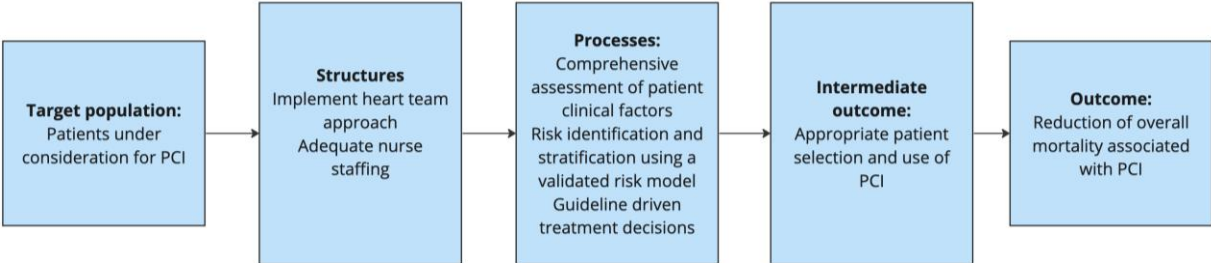 Target population:
Patients under
consideration for PCI
Structures
Implement heart team
approach
Adequate nurse
staffing
Processes:
Comprehensive
assessment of patient
clinical factors
Risk identification and
stratification using a
validated risk model
Guideline driven
treatment decisions
Intermediate
outcome:
Appropriate patient
selection and use of
PCI
Outcome:
Reduction of overall
mortality associated
with PCI